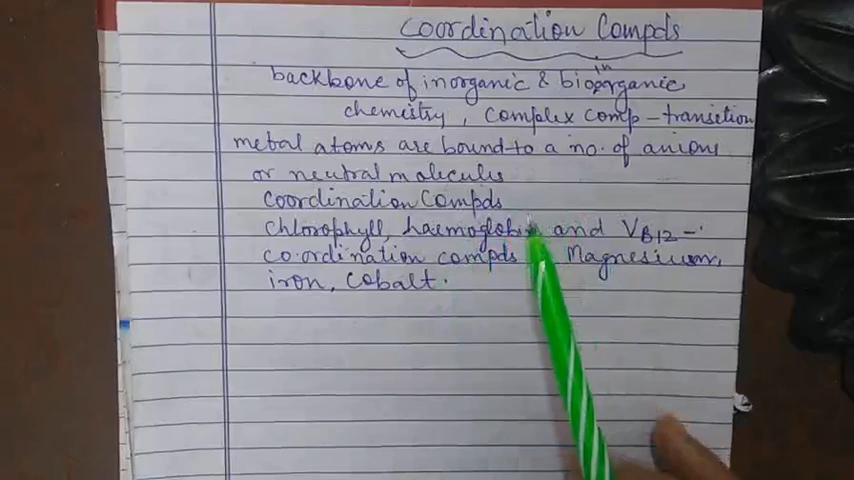 Coordination Compds
backbone of inorganic & bioinorganic
chemistry, complex comp - transition
metal atoms are bound to a no. of anions
or neutral molecules
Coordination Compds
chlorophyll, haemoglobin and VB12 -
co.ordination compds Magnesium,
iron, Cobalt.